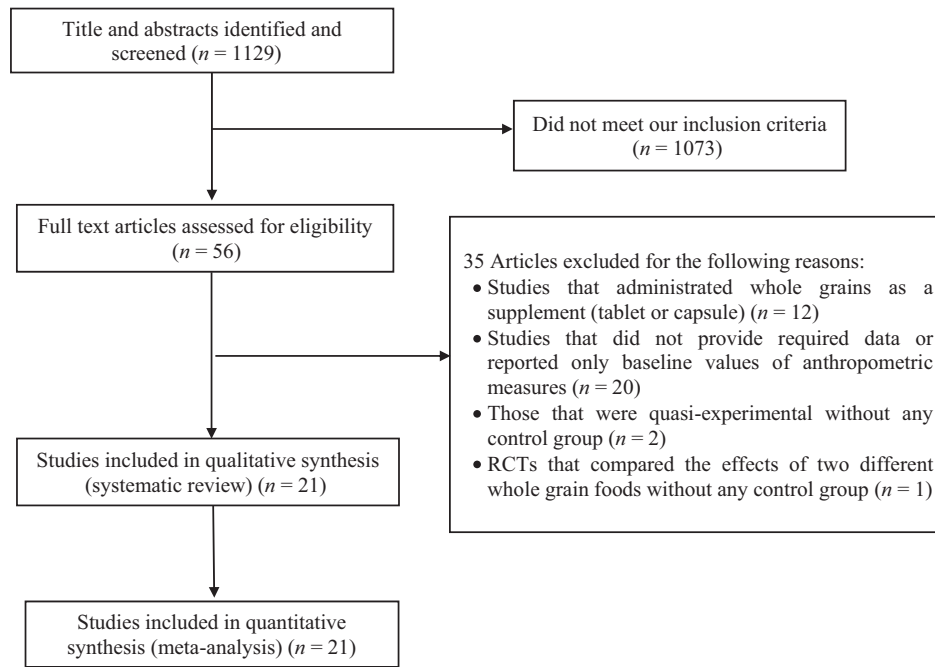 Title and abstracts identified and
screened (n = 1129)
Did not meet our inclusion criteria
(n = 1073)
Full text articles assessed for eligibility
(n = 56)
35 Articles excluded for the following reasons:
• Studies that administrated whole grains as a
supplement (tablet or capsule) (n = 12)
• Studies that did not provide required data or
reported only baseline values of anthropometric
measures (n = 20)
• Those that were quasi-experimental without any
control group (n = 2)
• RCTs that compared the effects of two different
whole grain foods without any control group (n = 1)
Studies included in qualitative synthesis
(systematic review) (n = 21)
Studies included in quantitative
synthesis (meta-analysis) (n = 21)